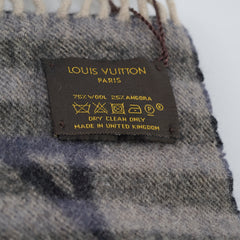 LOUIS VUITTON
PARIS
75%WOOL 25%ANGORA
DRY CLEAN ONLY
MADE IN UNITED KINGDOM